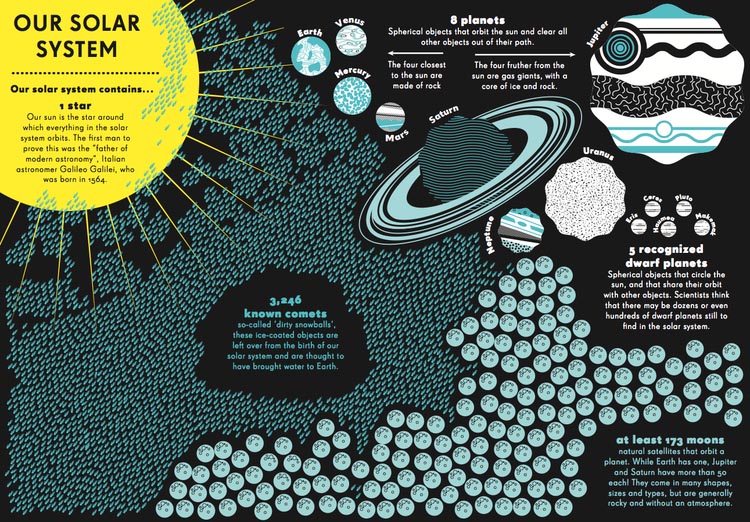 OUR SOLAR
SYSTEM
Our solar system contains...
1 star
Our sun is the star around
which everything in the solar
system orbits. The first man to
prove this was the "father of
modern astronomy", Italian
astronomer Galileo Galilei, who
was born in 1564.
Earth
Venus
Mercury
Mars
8 planets
Spherical objects that orbit the sun and clear all
other objects out of their path.
The four closest
to the sun are
made of rock
The four fruther from the
sun are gas giants, with a
core of ice and rock.
Jupiter
Saturn
Uranus
Neptune
Eris
Ceres
Haumea
Pluto
Makemake
5 recognized
dwarf planets
Spherical objects that circle the
sun, and that share their orbit
with other objects. Scientists think
that there may be dozens or even
hundreds of dwarf planets still to
find in the solar system.
3,246
known comets
so-called 'dirty snowballs',
these ice-coated objects are
left over from the birth of our
solar system and are thought to
have brought water to Earth.
at least 173 moons
natural satellites that orbit a
planet. While Earth has one, Jupiter
and Saturn have more than 50
each! They come in many shapes,
sizes and types, but are generally
rocky and without an atmosphere.